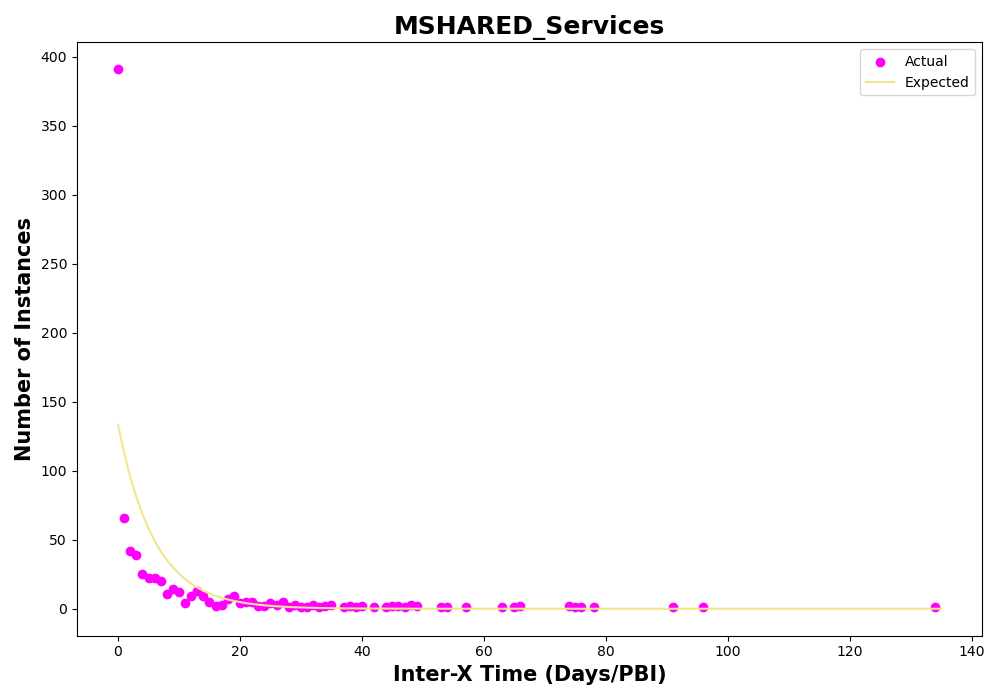 MSHARED_Services
Actual
Expected
Number of Instances
400
350
300
250
200
150
100
50
0
0 20 40 60 80 100 120 140
Inter-X Time (Days/PBI)